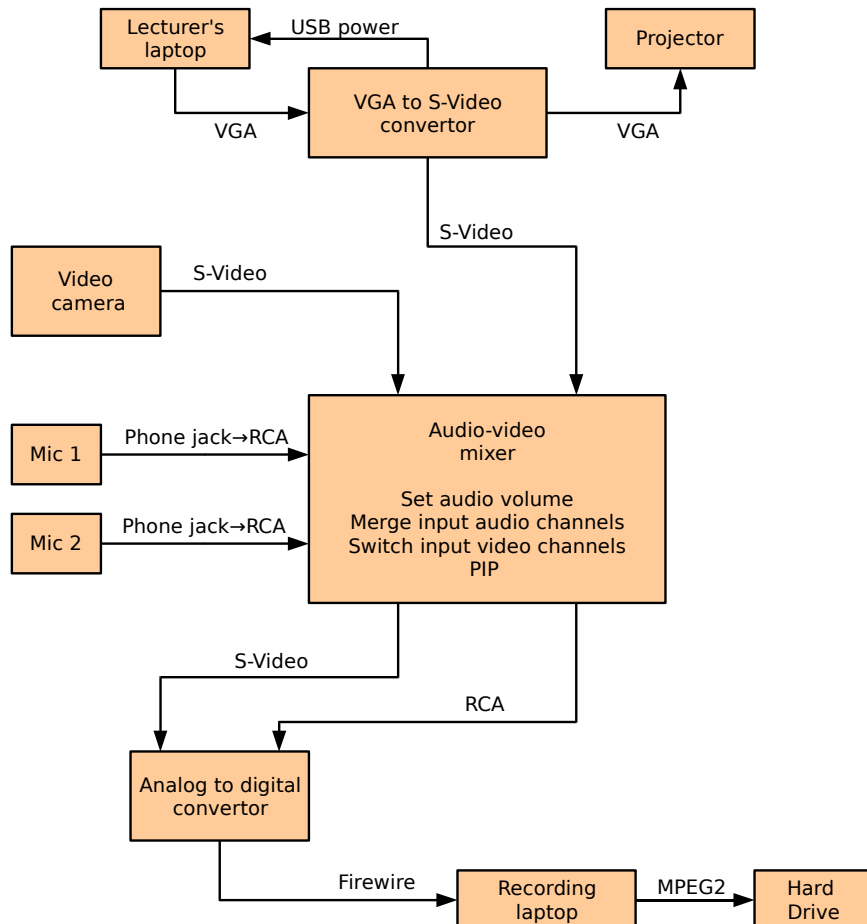 Lecturer's
laptop
USB power
Projector
VGA to S-Video
convertor
VGA
VGA
S-Video
Video
camera
S-Video
Mic 1
Phone jack→RCA
Mic 2
Phone jack→RCA
Audio-video
mixer
Set audio volume
Merge input audio channels
Switch input video channels
PIP
S-Video
RCA
Analog to digital
convertor
Firewire
Recording
laptop
MPEG2
Hard
Drive